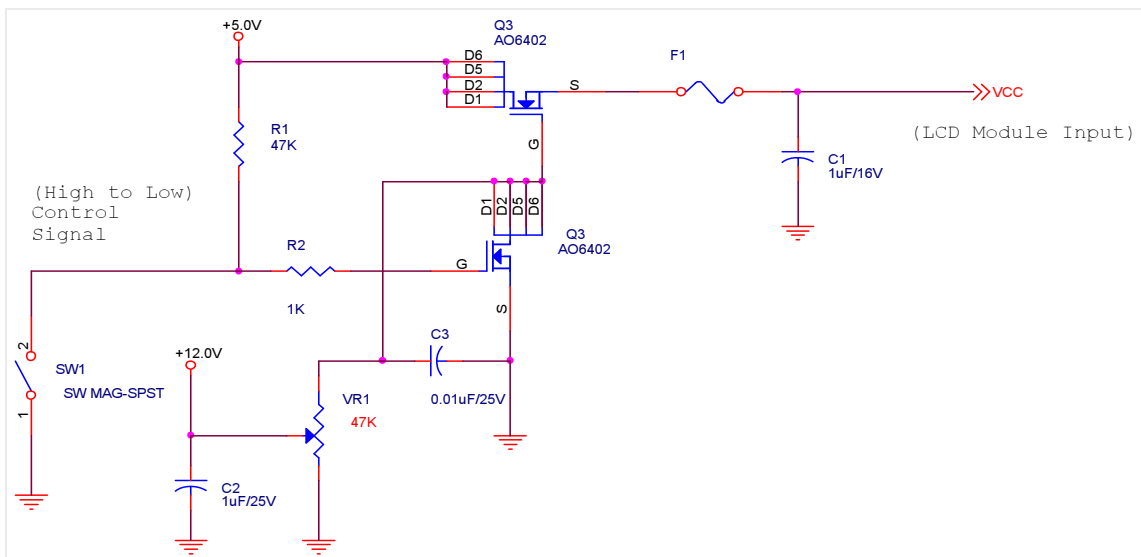 +5.0V
Q3
AO6402
D6
D5
D2
D1
S
G
F1
VCC
(LCD Module Input)
R1
47K
C1
1uF/16V
(High to Low)
Control
Signal
D1
D2
D5
D6
Q3
AO6402
R2
1K
G
S
C3
0.01uF/25V
+12.0V
2
SW1
SW MAG-SPST
1
VR1
47K
C2
1uF/25V